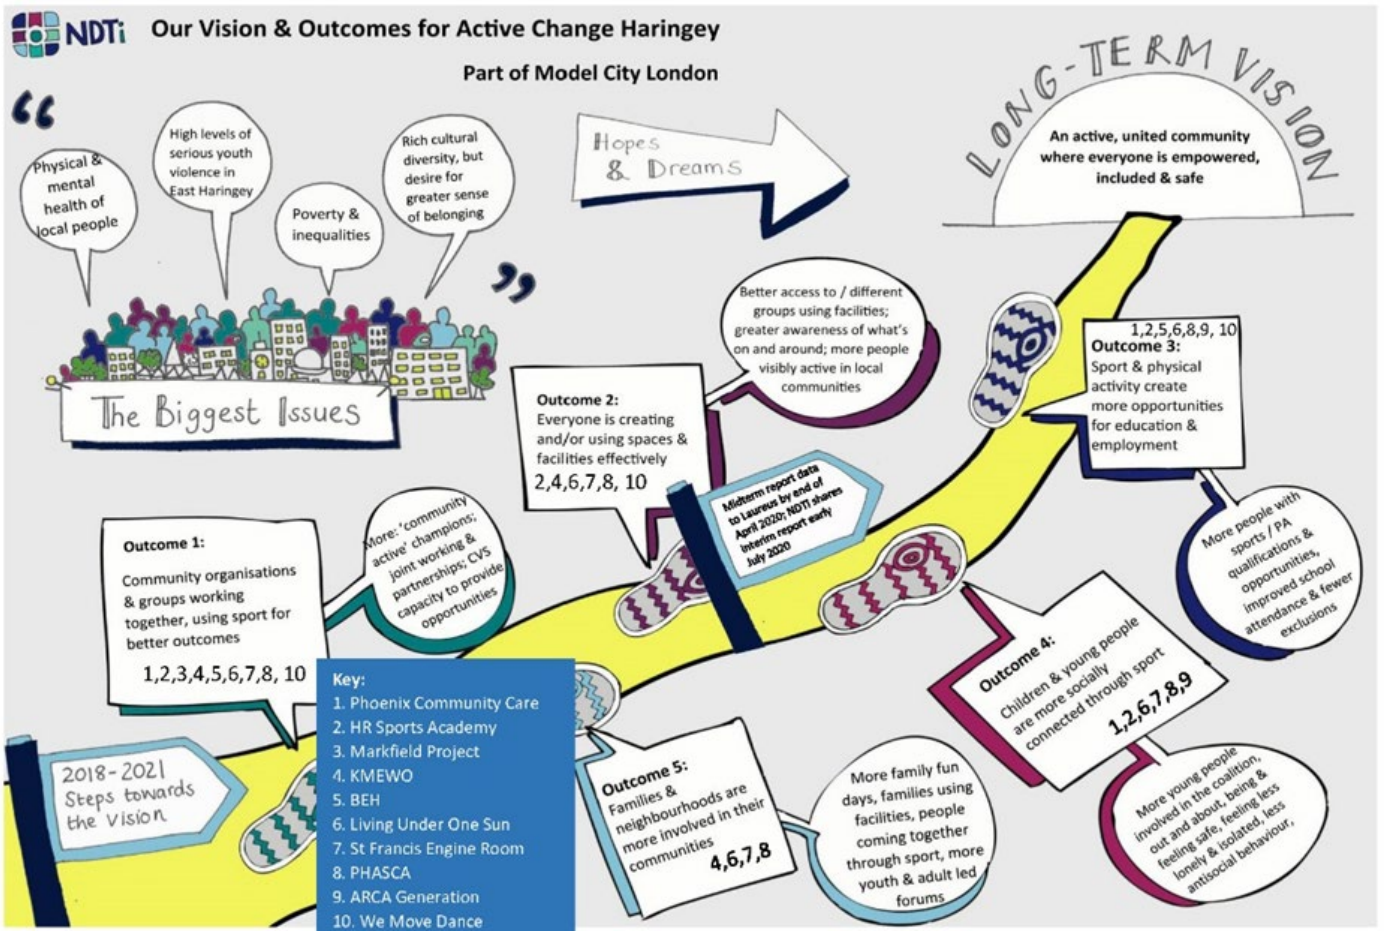 NDTi
Our Vision & Outcomes for Active Change Haringey
Part of Model City London
“
Physical &
mental
health of
local people
High levels of
serious youth
violence in
East Haringey
Poverty &
inequalities
Rich cultural
diversity, but
desire for
greater sense
of belonging
”
The Biggest Issues
Hopes
& Dreams
LONG-TERM VISION
An active, united community
where everyone is empowered,
included & safe
Better access to / different
groups using facilities;
greater awareness of what's
on and around; more people
visibly active in local
communities
Outcome 2:
Everyone is creating
and/or using spaces &
facilities effectively
2,4,6,7,8, 10
Midterm report data
to Laureus by end of
April 2020; NDTi shares
interim report early
July 2020
1,2,5,6,8,9, 10
Outcome 3:
Sport & physical
activity create
more opportunities
for education &
employment
More people with
sports / PA
qualifications &
opportunities,
improved school
attendance & fewer
exclusions
Outcome 1:
Community organisations
& groups working
together, using sport for
better outcomes
1,2,3,4,5,6,7,8, 10
More: 'community
active' champions;
joint working &
partnerships; CVS
capacity to provide
opportunities
2018-2021
Steps towards
the Vision
Key:
1. Phoenix Community Care
2. HR Sports Academy
3. Markfield Project
4. KMEWO
5. BEH
6. Living Under One Sun
7. St Francis Engine Room
8. PHASCA
9. ARCA Generation
10. We Move Dance
Outcome 5:
Families &
neighbourhoods are
more involved in their
communities
4,6,7,8
More family fun
days, families using
facilities, people
coming together
through sport, more
youth & adult led
forums
Outcome 4:
Children & young people
are more socially
connected through sport
1,2,6,7,8,9
More young people
involved in the coalition,
out and about, being &
feeling safe, feeling less
lonely & isolated, less
antisocial behaviour,